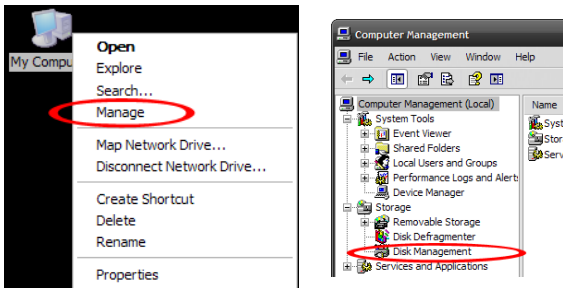 My Compu
Open
Explore
Search...
Manage
Map Network Drive...
Disconnect Network Drive...
Create Shortcut
Delete
Rename
Properties
Computer Management
File Action View Window Help
Computer Management (Local)
System Tools
Event Viewer
Shared Folders
Local Users and Groups
Performance Logs and Alerts
Device Manager
Storage
Removable Storage
Disk Defragmenter
Disk Management
Services and Applications
Name
Syst
Stor
Serv